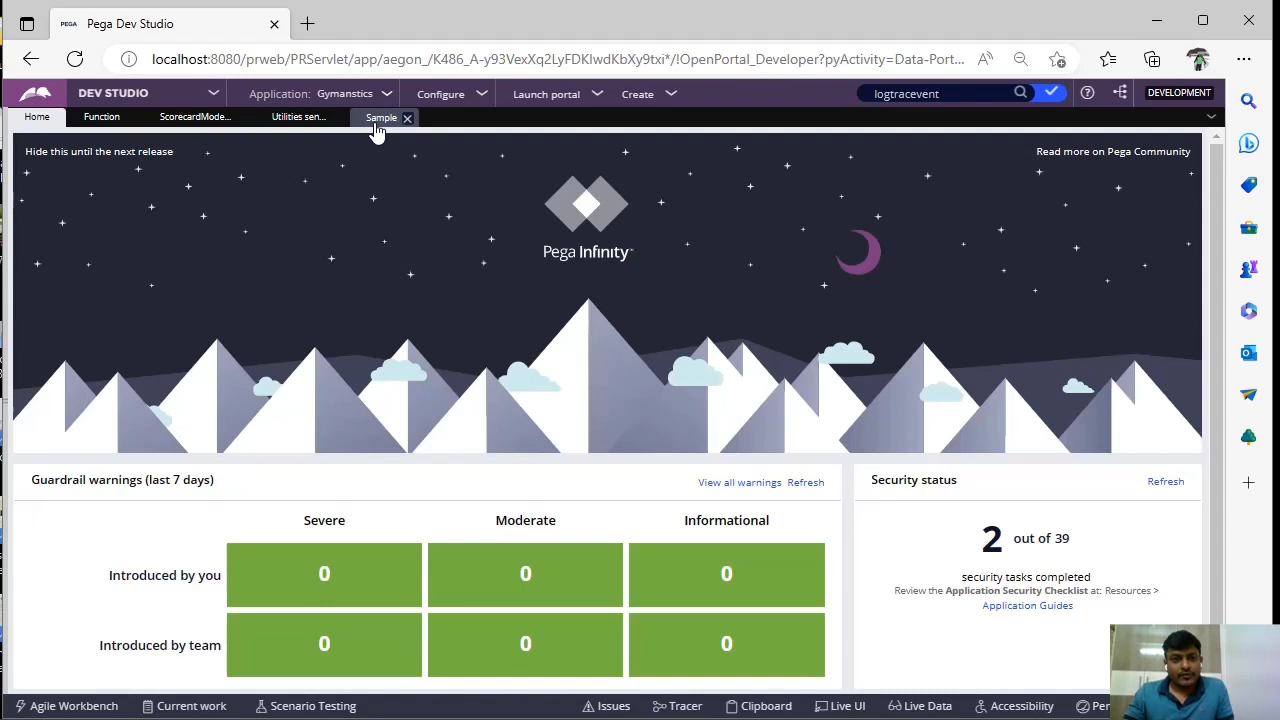 PEGA Pega Dev Studio
localhost:8080/prweb/PRServlet/app/aegon_/K486_A-y93VexXq2LyFDKlwdKbXy9txi*/!OpenPortal_Developer?pyActivity=Data-Port...
DEV STUDIO Application: Gymanstics Configure Launch portal Create logtracevent DEVELOPMENT
Home Function ScorecardMode... Utilities sen... Sample
Hide this until the next release Read more on Pega Community
Pega Infinity™
Guardrail warnings (last 7 days) View all warnings Refresh Security status Refresh
Severe Moderate Informational
2 out of 39
Introduced by you 0 0 0
security tasks completed
Review the Application Security Checklist at: Resources >
Application Guides
Introduced by team 0 0 0
Agile Workbench Current work Scenario Testing Issues Tracer Clipboard Live UI Live Data Accessibility